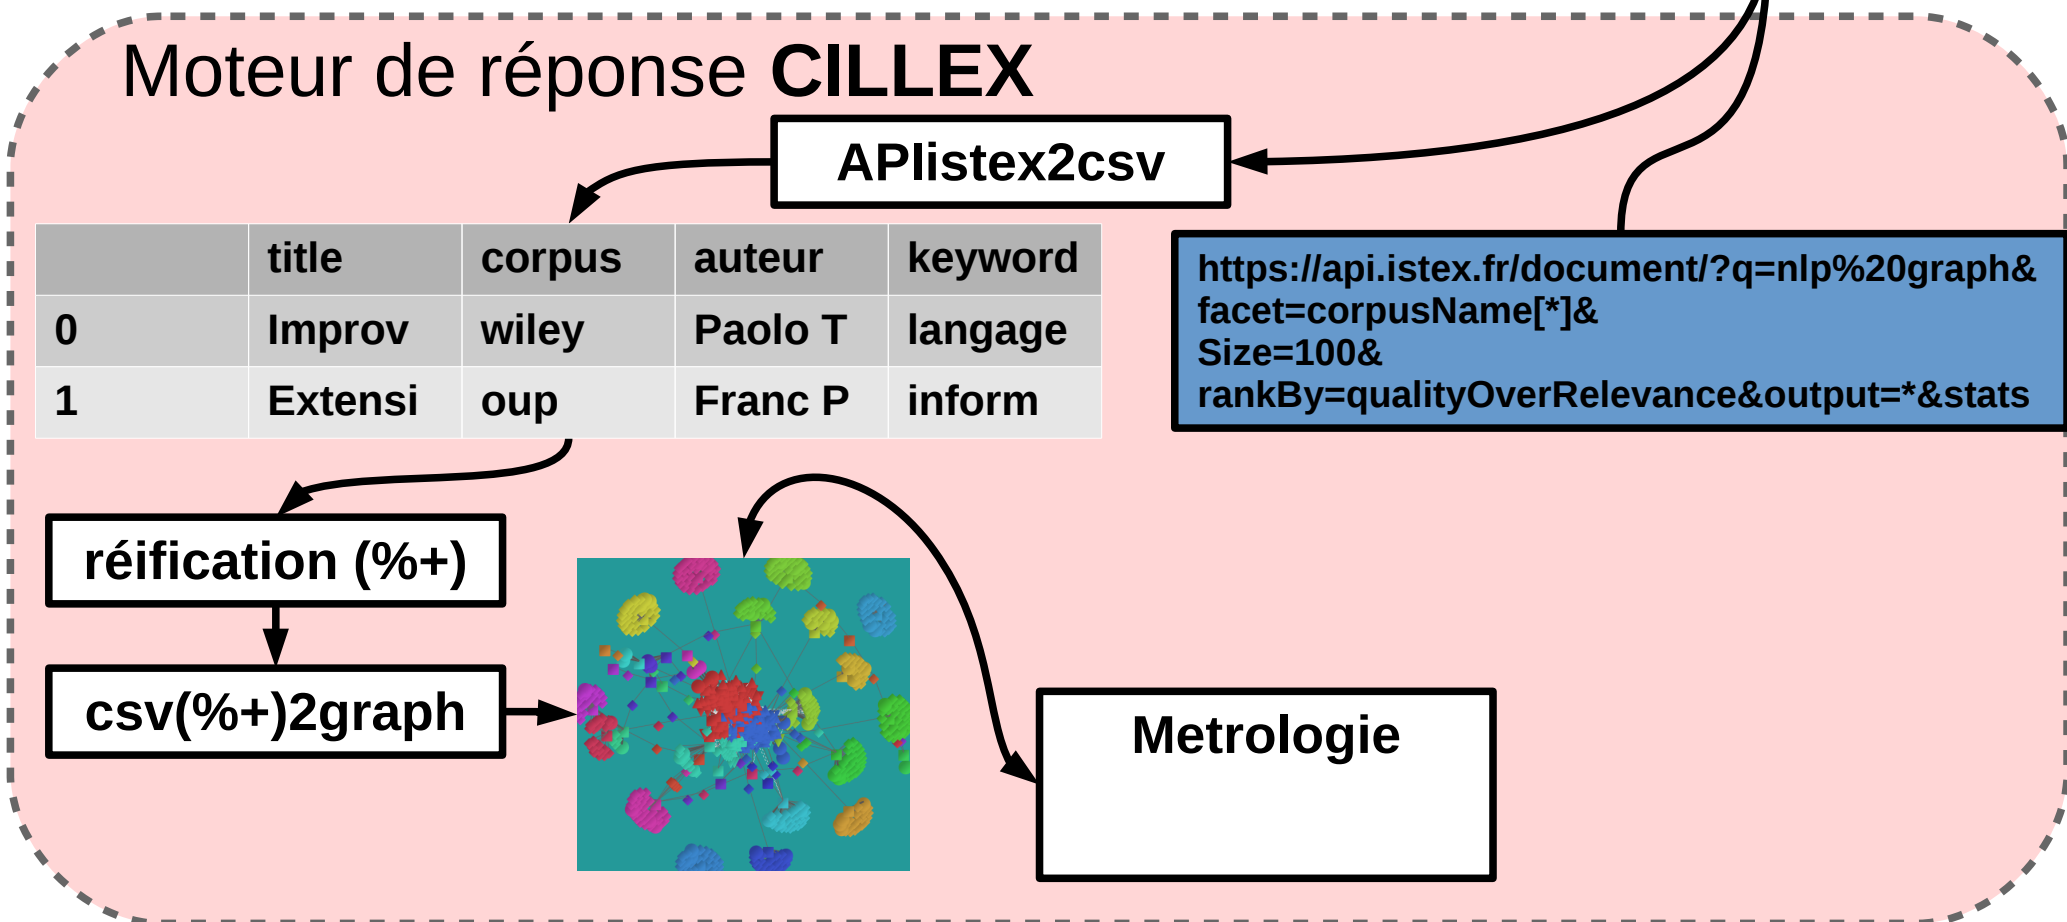 Moteur de réponse CILLEX
APIistex2csv
title corpus auteur keyword
0 Improv wiley Paolo T langage
1 Extensi oup Franc P inform
https://api.istex.fr/document/?q=nlp%20graph&
facet=corpusName[*]&
Size=100&
rankBy=qualityOverRelevance&output=*&stats
réification (%+)
csv(%+)2graph
Metrologie